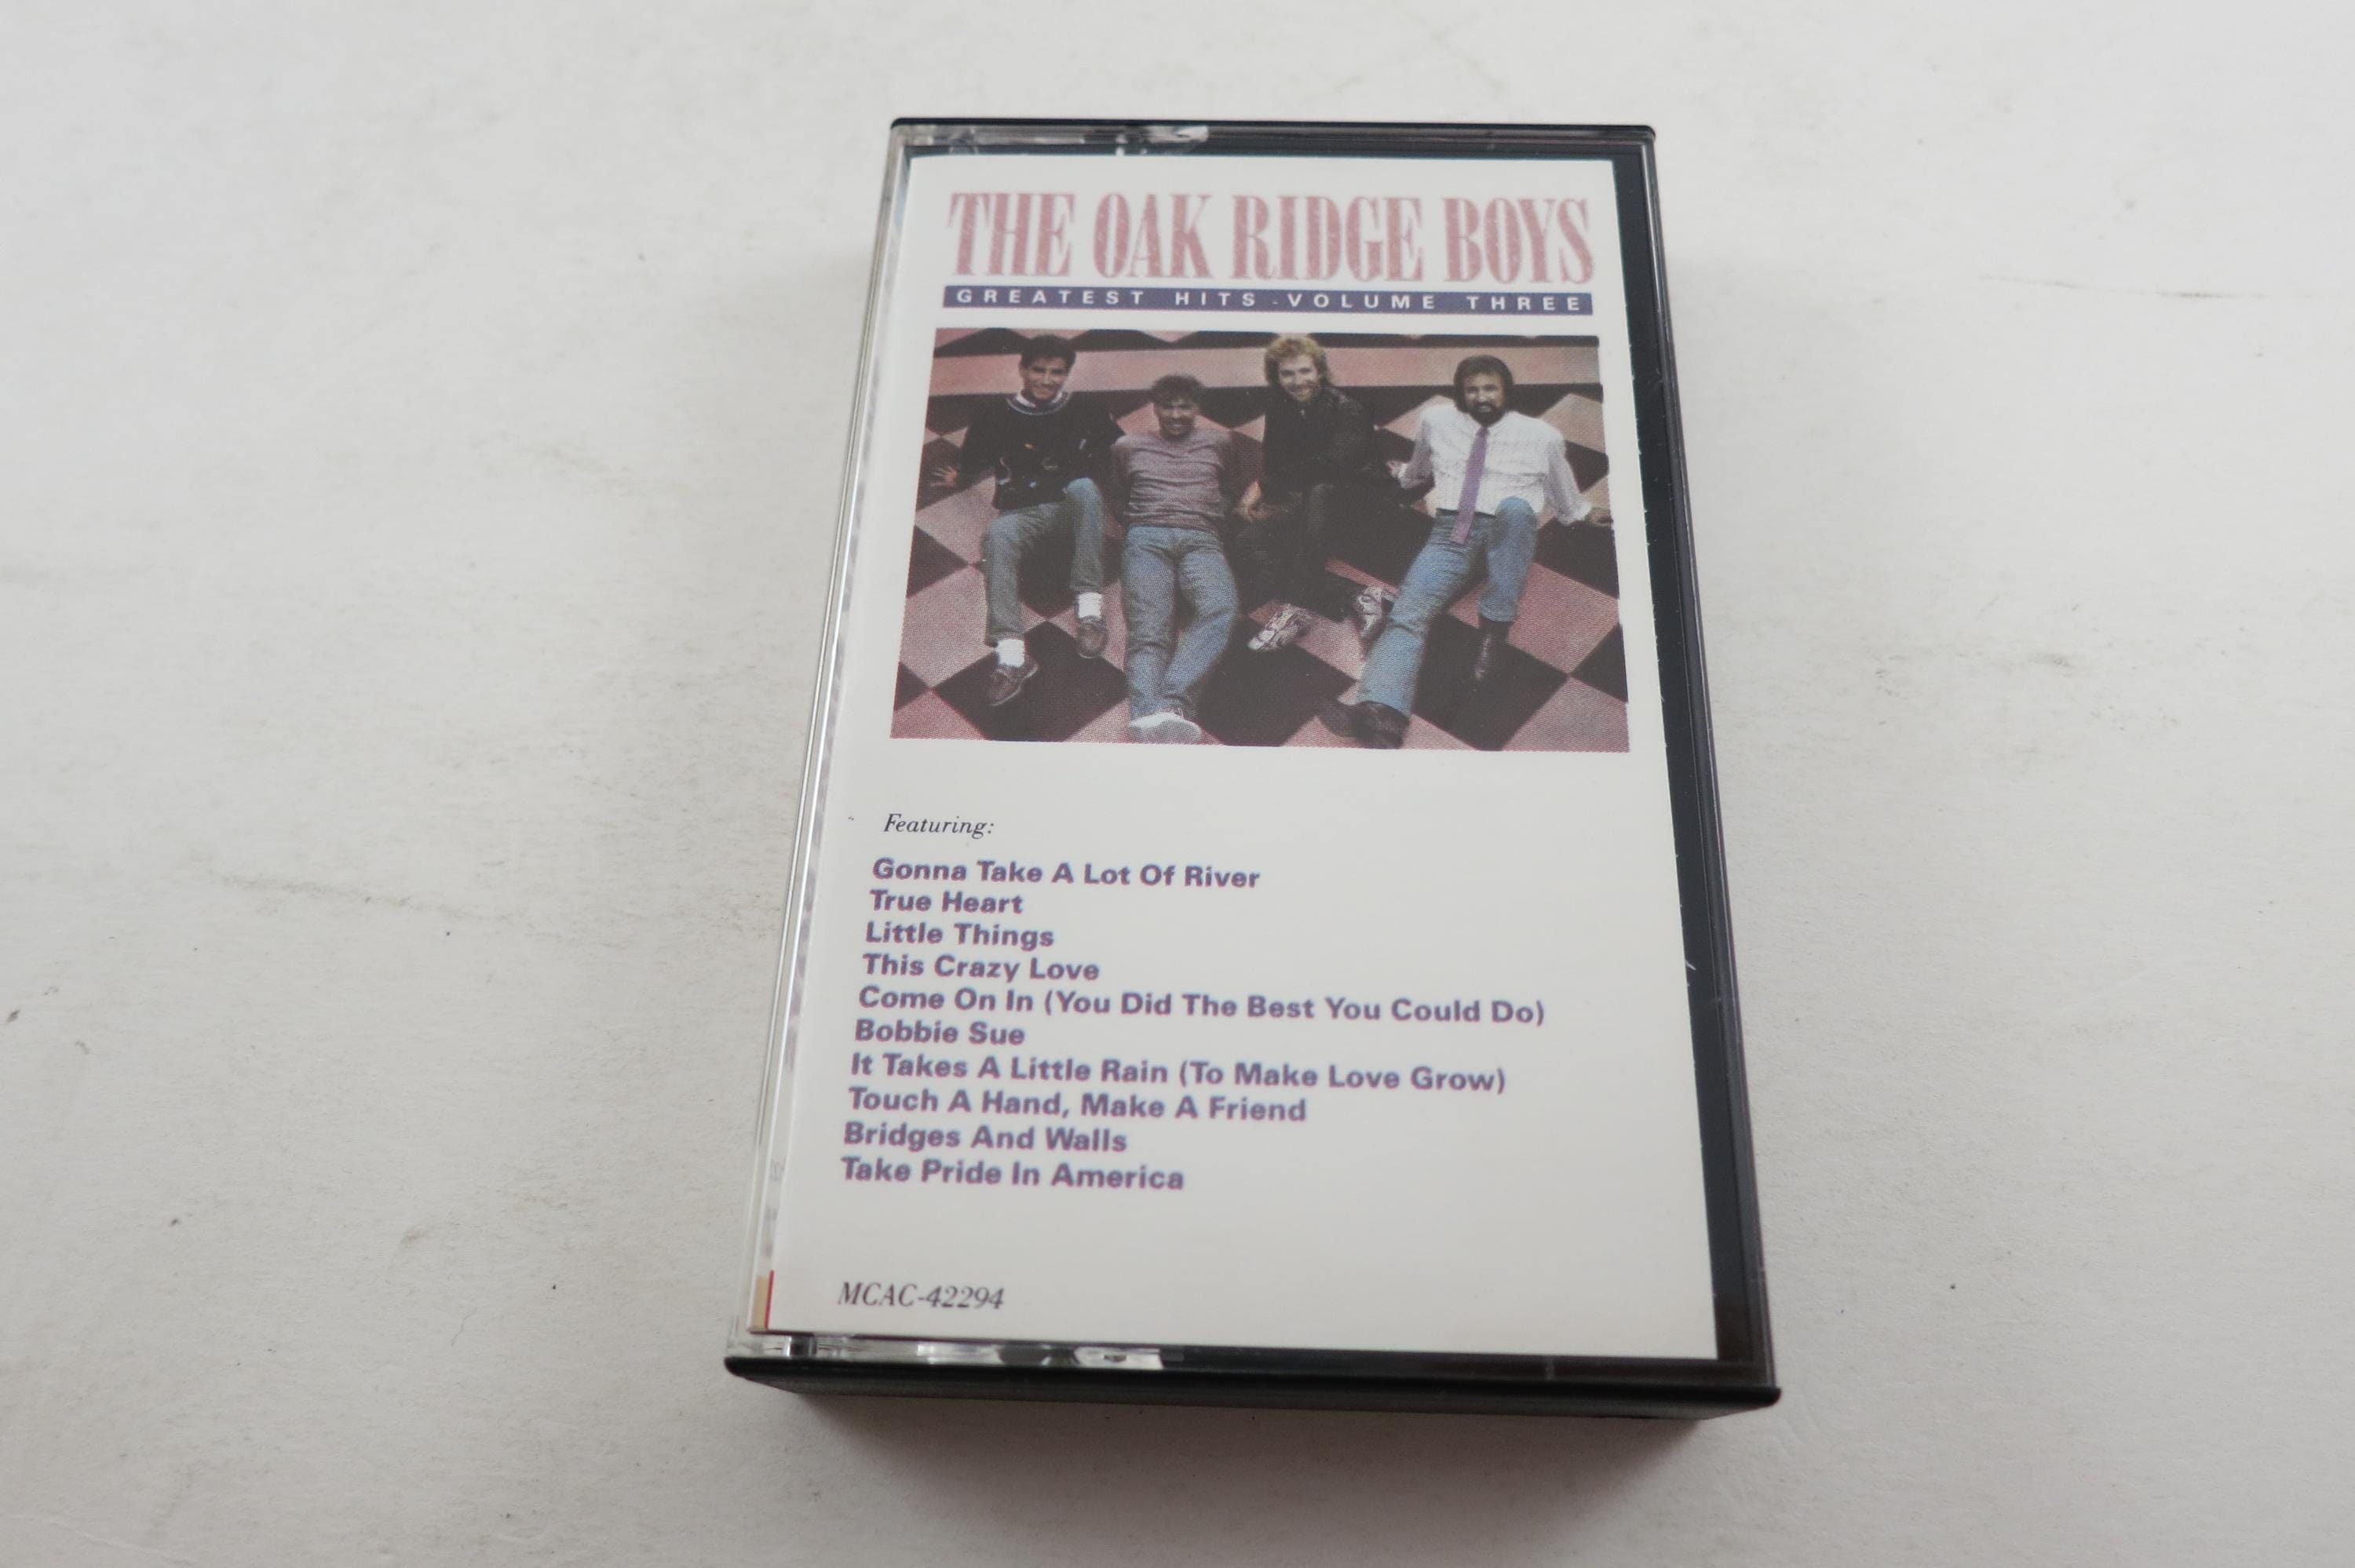 THE OAK RIDGE BOYS
GREATEST HITS · VOLUME THREE
Featuring:
Gonna Take A Lot Of River
True Heart
Little Things
This Crazy Love
Come On In (You Did The Best You Could Do)
Bobbie Sue
It Takes A Little Rain (To Make Love Grow)
Touch A Hand, Make A Friend
Bridges And Walls
Take Pride In America
MCAC-42294